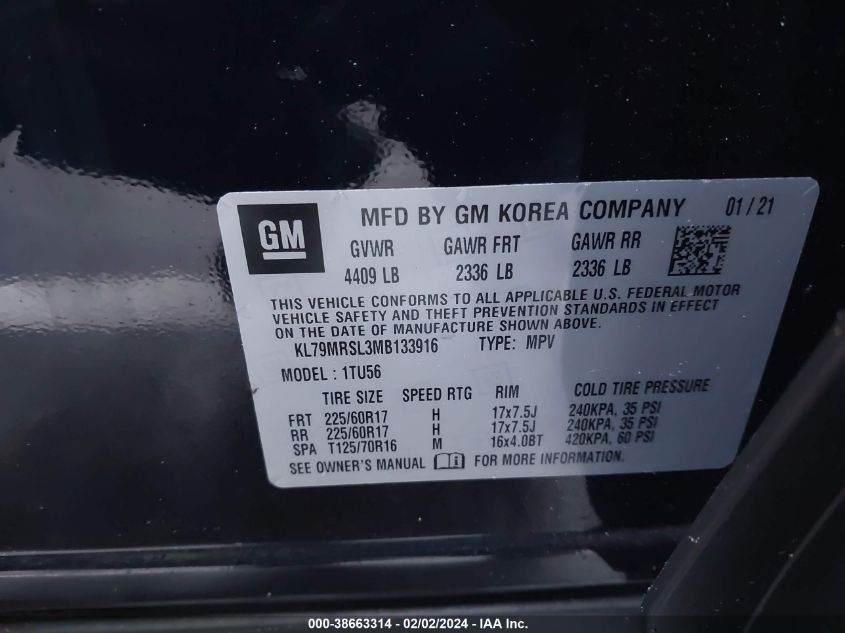 GM
MFD BY GM KOREA COMPANY 01/21
GVWR GAWR FRT GAWR RR
4409 LB 2336 LB 2336 LB
THIS VEHICLE CONFORMS TO ALL APPLICABLE U.S. FEDERAL MOTOR
VEHICLE SAFETY AND THEFT PREVENTION STANDARDS IN EFFECT
ON THE DATE OF MANUFACTURE SHOWN ABOVE.
KL79MRSL3MB133916 TYPE: MPV
MODEL: 1TU56
TIRE SIZE SPEED RTG RIM COLD TIRE PRESSURE
FRT 225/60R17 H 17x7.5J 240KPA, 35 PSI
RR 225/60R17 H 17x7.5J 240KPA, 35 PSI
SPA T125/70R16 M 16x4.0BT 420KPA, 60 PSI
SEE OWNER'S MANUAL FOR MORE INFORMATION.
000-38663314 - 02/02/2024 - IAA Inc.